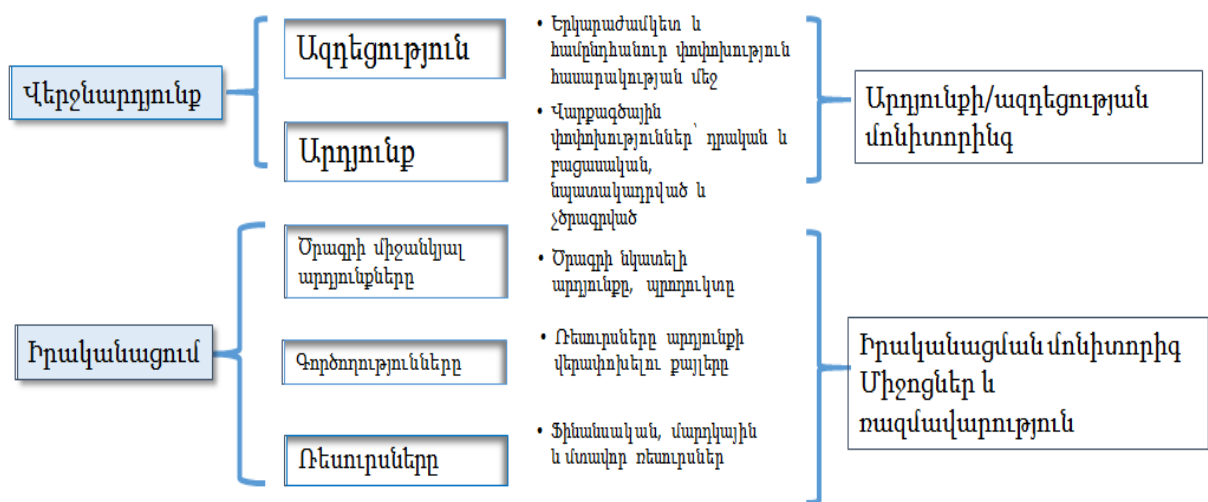 Վերջնարդյունք
Ազդեցություն
• Երկարաժամկետ և
համընդհանուր փոփոխություն
հասարակության մեջ
Արդյունք
• Վարքագծային
փոփոխություններ՝ դրական և
բացասական,
նպատակադրված և
չծրագրված
Արդյունքի/ազդեցության
մոնիտորինգ
Իրականացում
Ծրագրի միջանկյալ
արդյունքները
• Ծրագրի նկատելի
արդյունքը, պրոդուկտը
Գործողությունները
• Ռեսուրսները արդյունքի
վերափոխելու քայլերը
Ռեսուրսները
• Ֆինանսական, մարդկային
և մտավոր ռեսուրսներ
Իրականացման մոնիտորիգ
Միջոցներ և
ռազմավարություն